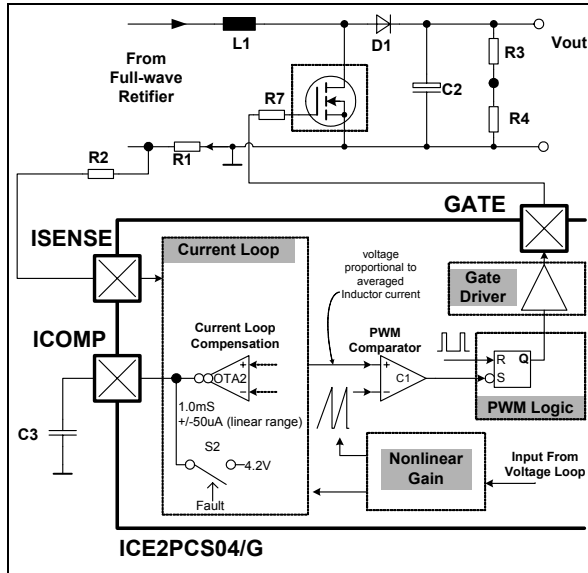 From
Full-wave
Retifier
L1
D1
Vout
R3
C2
R7
R4
R2
R1
GATE
ISENSE
Current Loop
voltage
proportional to
averaged
Inductor current
Gate
Driver
ICOMP
Current Loop
Compensation
PWM
Comparator
OTA2
+
−
+
−
C1
R
Q
S
PWM Logic
1.0mS
+/-50uA (linear range)
C3
S2
4.2V
Fault
Nonlinear
Gain
Input From
Voltage Loop
ICE2PCS04/G